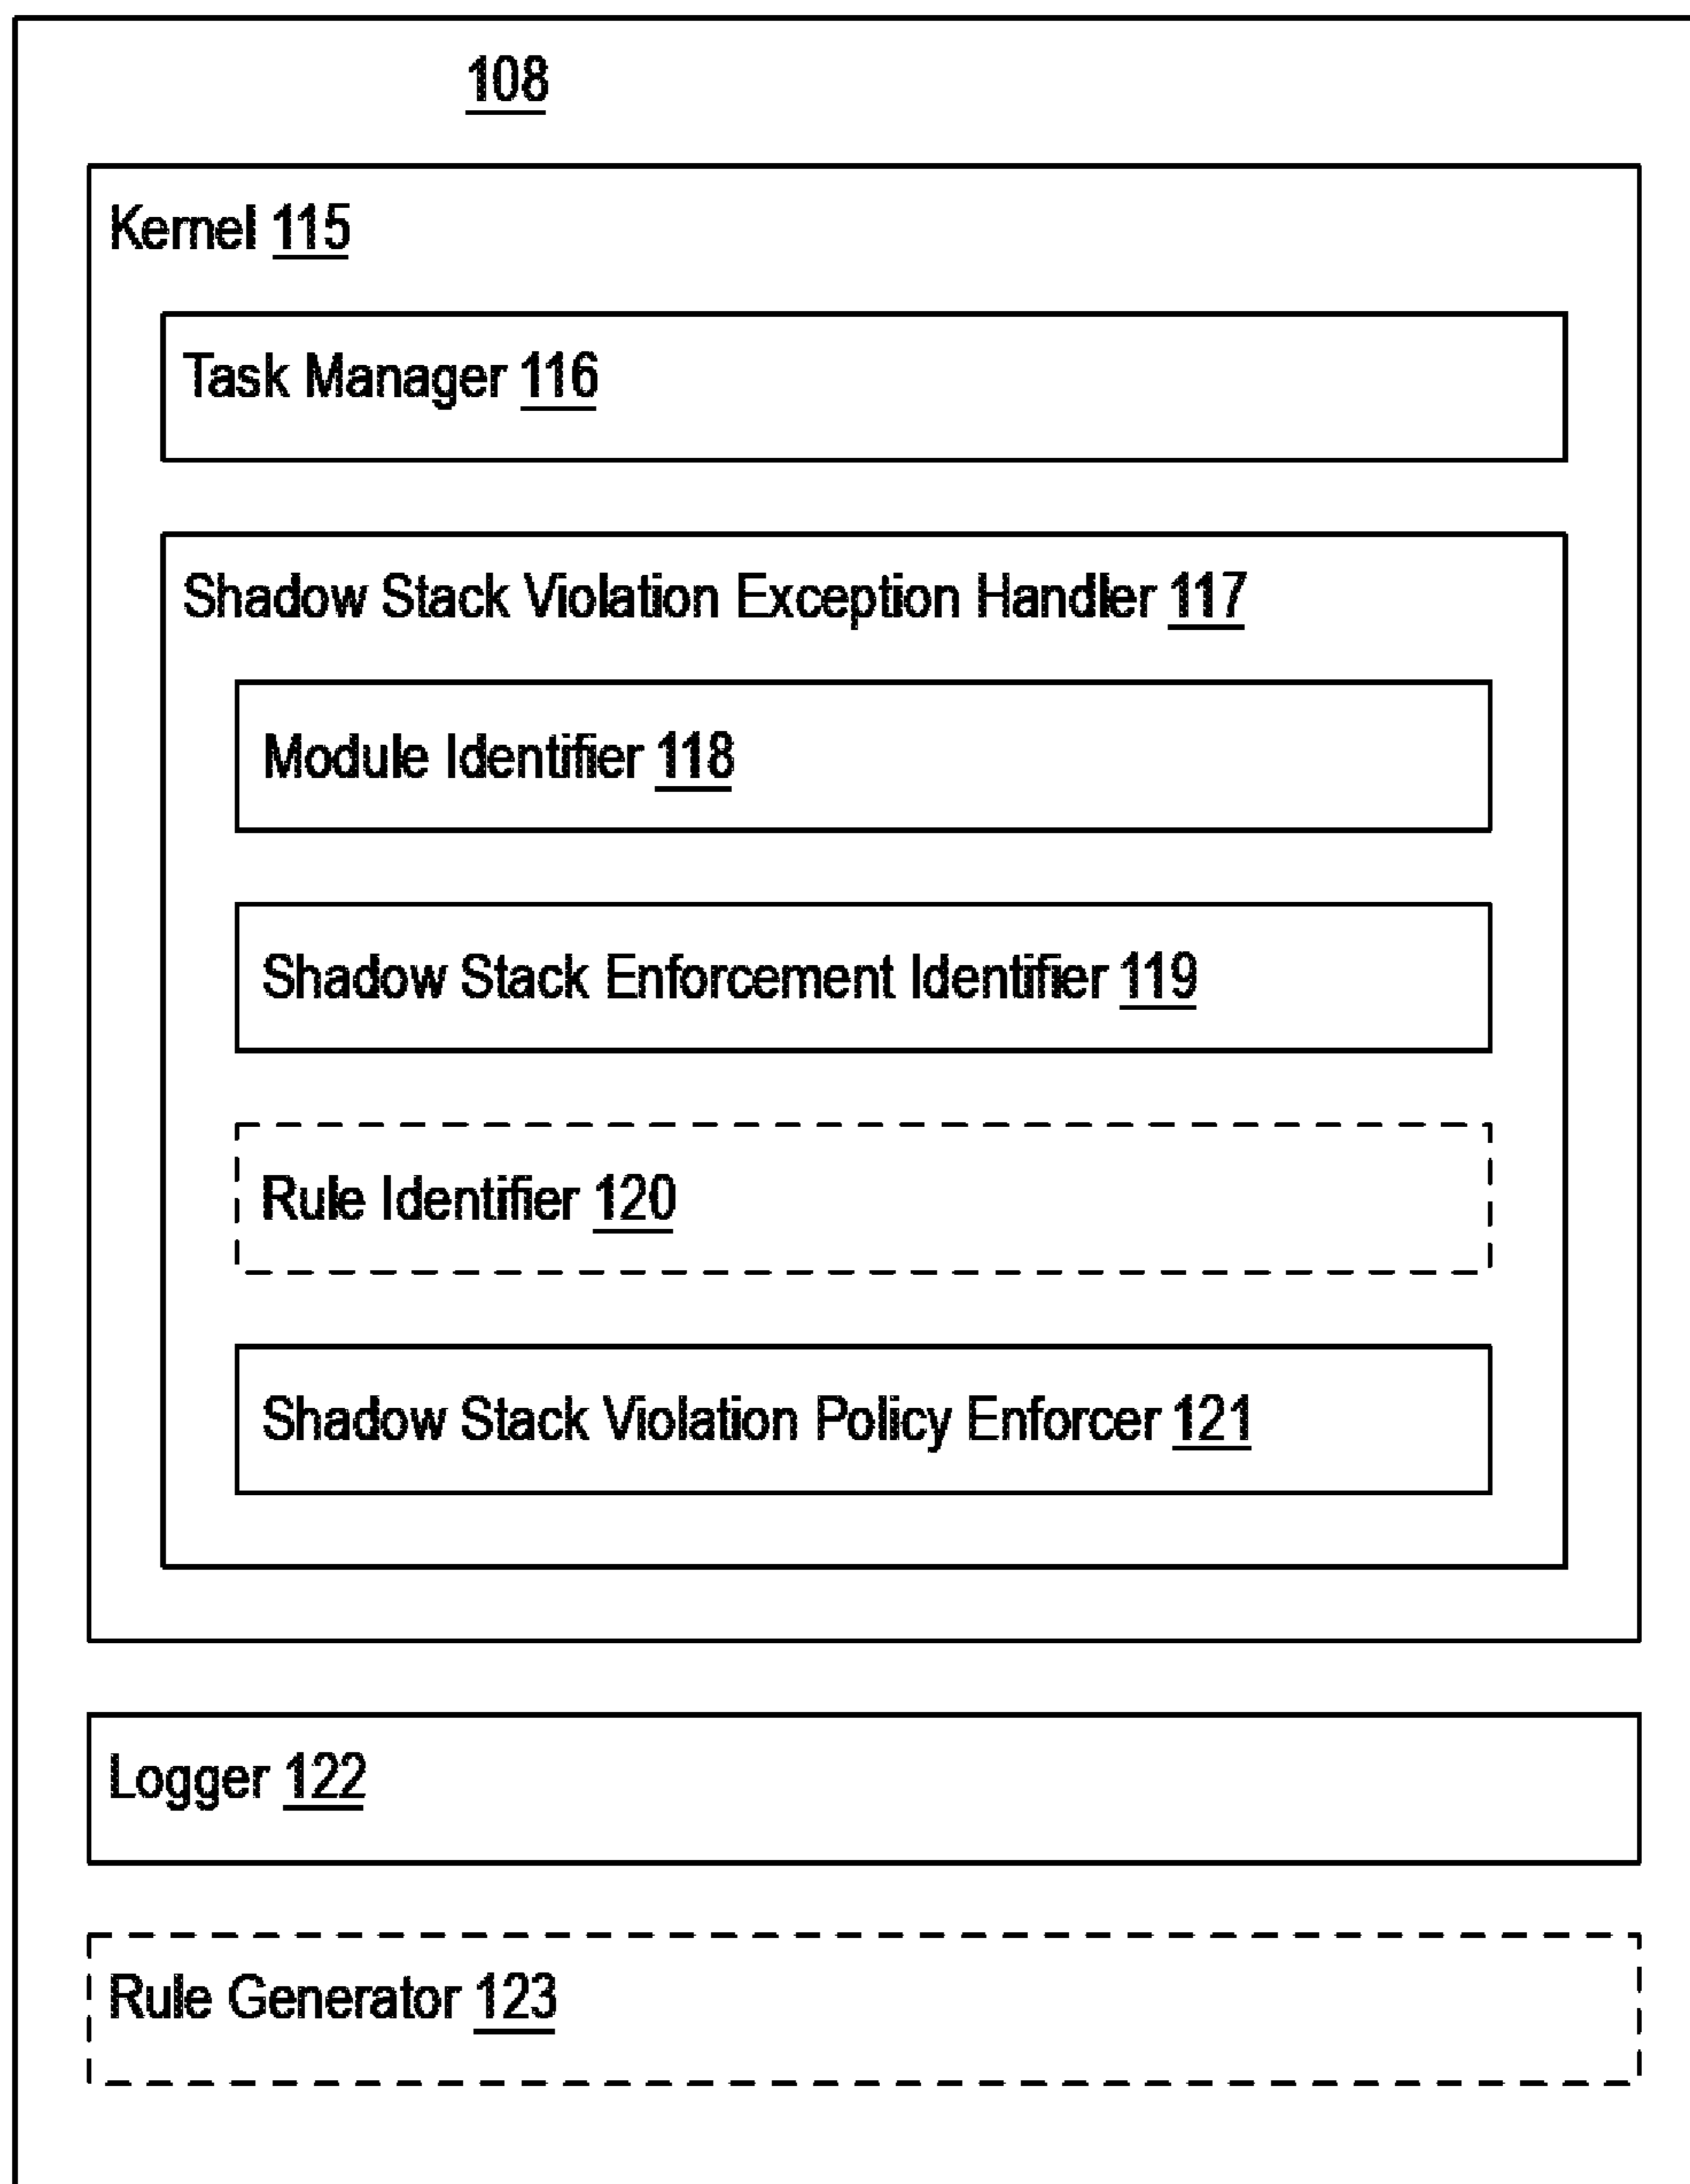 108
Kernel 115
Task Manager 116
Shadow Stack Violation Exception Handler 117
Module Identifier 118
Shadow Stack Enforcement Identifier 119
Rule Identifier 120
Shadow Stack Violation Policy Enforcer 121
Logger 122
Rule Generator 123